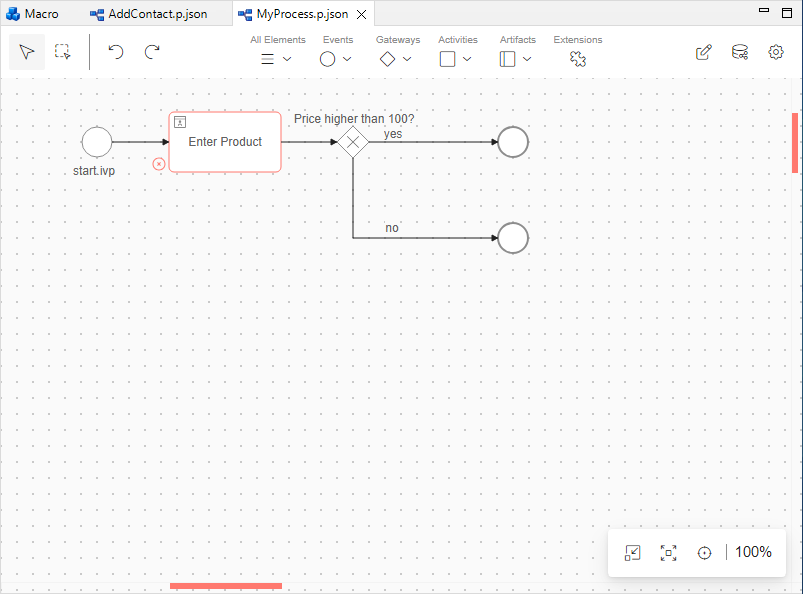 Macro
AddContact.p.json
MyProcess.p.json
All Elements
Events
Gateways
Activities
Artifacts
Extensions
Price higher than 100?
yes
Enter Product
start.ivp
no
100%